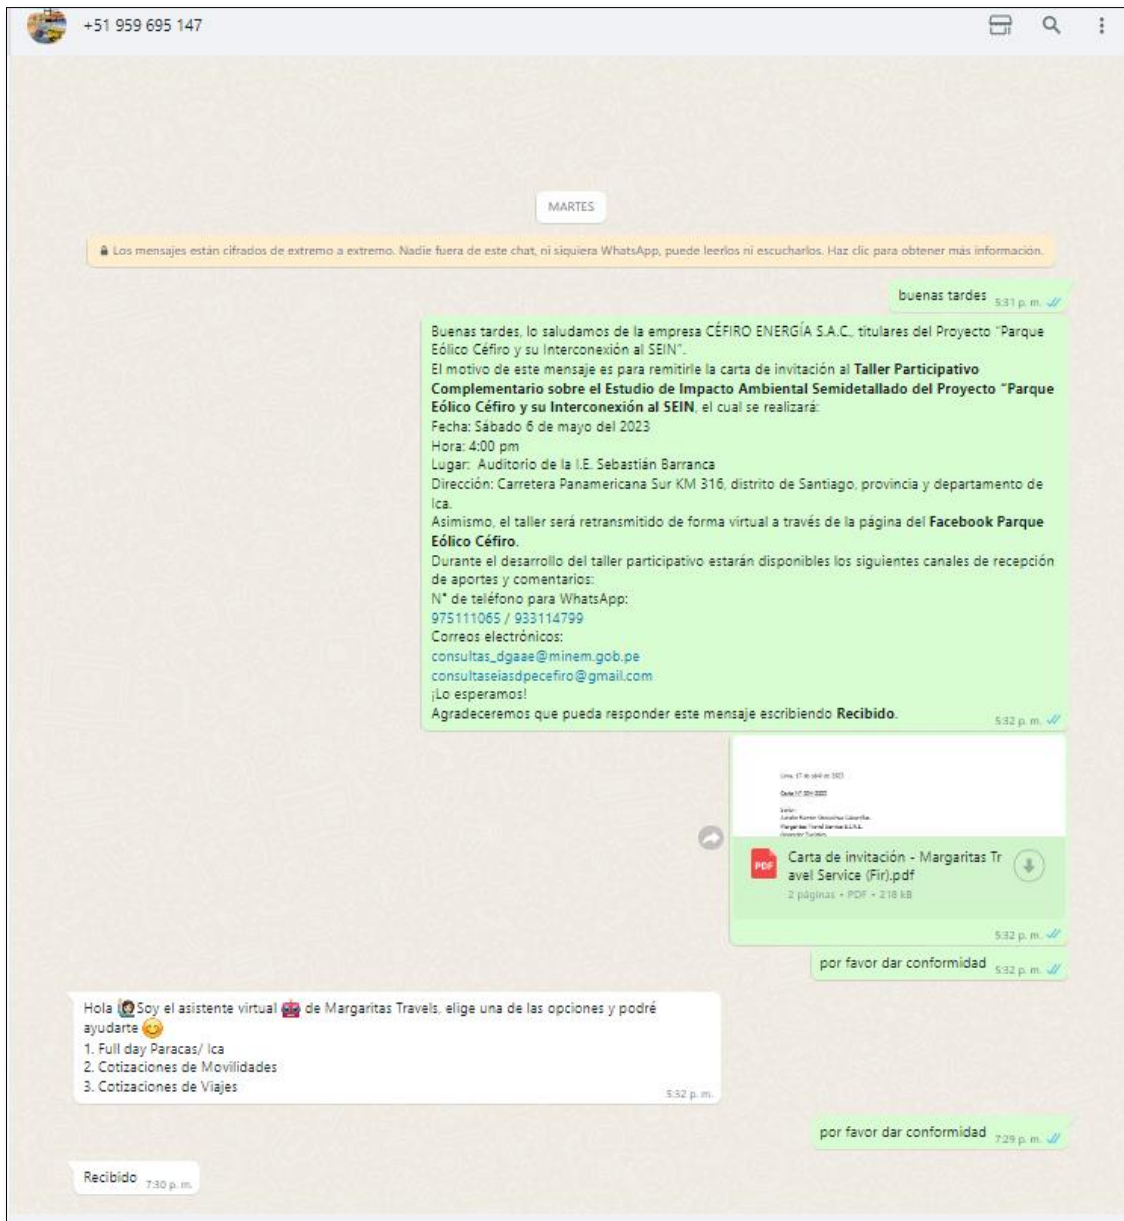 +51 959 695 147
MARTES
Los mensajes están cifrados de extremo a extremo. Nadie fuera de este chat, ni siquiera WhatsApp, puede leerlos ni escucharlos. Haz clic para obtener más información.
buenas tardes 5:31 p. m.
Buenas tardes, lo saludamos de la empresa CÉFIRO ENERGÍA S.A.C., titulares del Proyecto "Parque
Eólico Céfiro y su Interconexión al SEIN".
El motivo de este mensaje es para remitirle la carta de invitación al Taller Participativo
Complementario sobre el Estudio de Impacto Ambiental Semidetallado del Proyecto "Parque
Eólico Céfiro y su Interconexión al SEIN, el cual se realizará:
Fecha: Sábado 6 de mayo del 2023
Hora: 4:00 pm
Lugar: Auditorio de la I.E. Sebastián Barranca
Dirección: Carretera Panamericana Sur KM 316, distrito de Santiago, provincia y departamento de
Ica.
Asimismo, el taller será retransmitido de forma virtual a través de la página del Facebook Parque
Eólico Céfiro.
Durante el desarrollo del taller participativo estarán disponibles los siguientes canales de recepción
de aportes y comentarios:
N° de teléfono para WhatsApp:
975111065 / 933114799
Correos electrónicos:
consultas_dgaae@minem.gob.pe
consultaseiasdpecefiro@gmail.com
¡Lo esperamos!
Agradeceremos que pueda responder este mensaje escribiendo Recibido. 5:32 p. m.
Lima, 17 de abril de 2023
Señor:
Margaritas Travel Service E.I.R.L.
PDF
Carta de invitación - Margaritas Tr
avel Service (Fir).pdf
2 páginas • PDF • 218 kB
5:32 p. m.
por favor dar conformidad 5:32 p. m.
Hola Soy el asistente virtual de Margaritas Travels, elige una de las opciones y podré
ayudarte
1. Full day Paracas/ Ica
2. Cotizaciones de Movilidades
3. Cotizaciones de Viajes
5:32 p. m.
por favor dar conformidad 7:29 p. m.
Recibido 7:30 p. m.